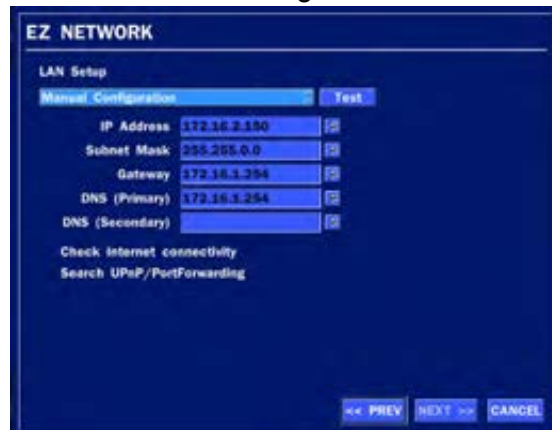 EZ NETWORK
LAN Setup
Manual Configuration Test
IP Address 172.16.2.150
Subnet Mask 255.255.0.0
Gateway 172.16.1.254
DNS (Primary) 172.16.1.254
DNS (Secondary)
Check internet connectivity
Search UPnP/PortForwarding
<< PREV NEXT >> CANCEL